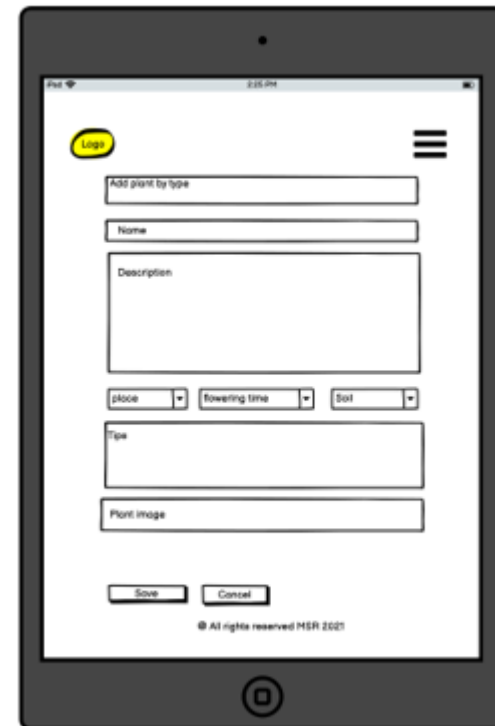 iPad 2:25 PM
Logo
Add plant by type
Name
Description
place flowering time Soil
Tips
Plant image
Save Cancel
@ All rights reserved MSR 2021